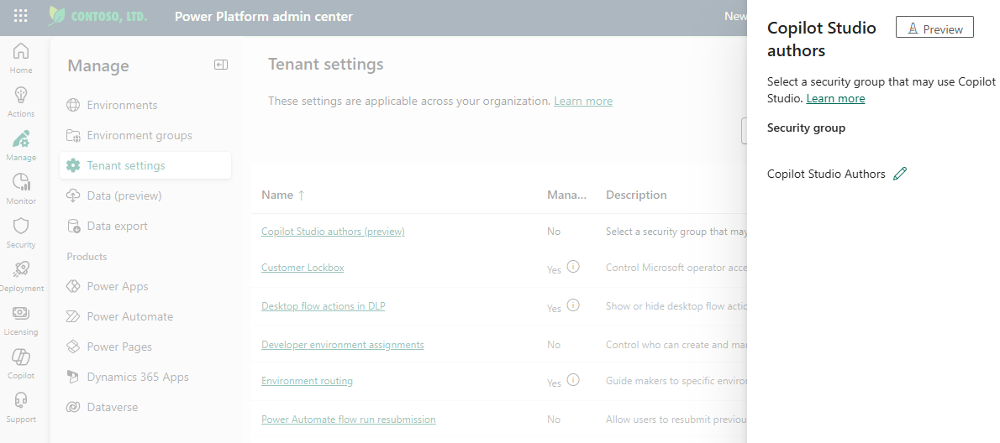 CONTOSO, LTD.
Power Platform admin center
New
Home
Actions
Manage
Monitor
Security
Deployment
Licensing
Copilot
Support
Manage
Environments
Environment groups
Tenant settings
Data (preview)
Data export
Products
Power Apps
Power Automate
Power Pages
Dynamics 365 Apps
Dataverse
Tenant settings
These settings are applicable across your organization. Learn more
Name ↑ Mana... Description
Copilot Studio authors (preview) No Select a security group that may
Customer Lockbox Yes Control Microsoft operator acce
Desktop flow actions in DLP Yes Show or hide desktop flow actio
Developer environment assignments No Control who can create and ma
Environment routing Yes Guide makers to specific enviro
Power Automate flow run resubmission No Allow users to resubmit previou
Copilot Studio
authors
Preview
Select a security group that may use Copilot
Studio. Learn more
Security group
Copilot Studio Authors